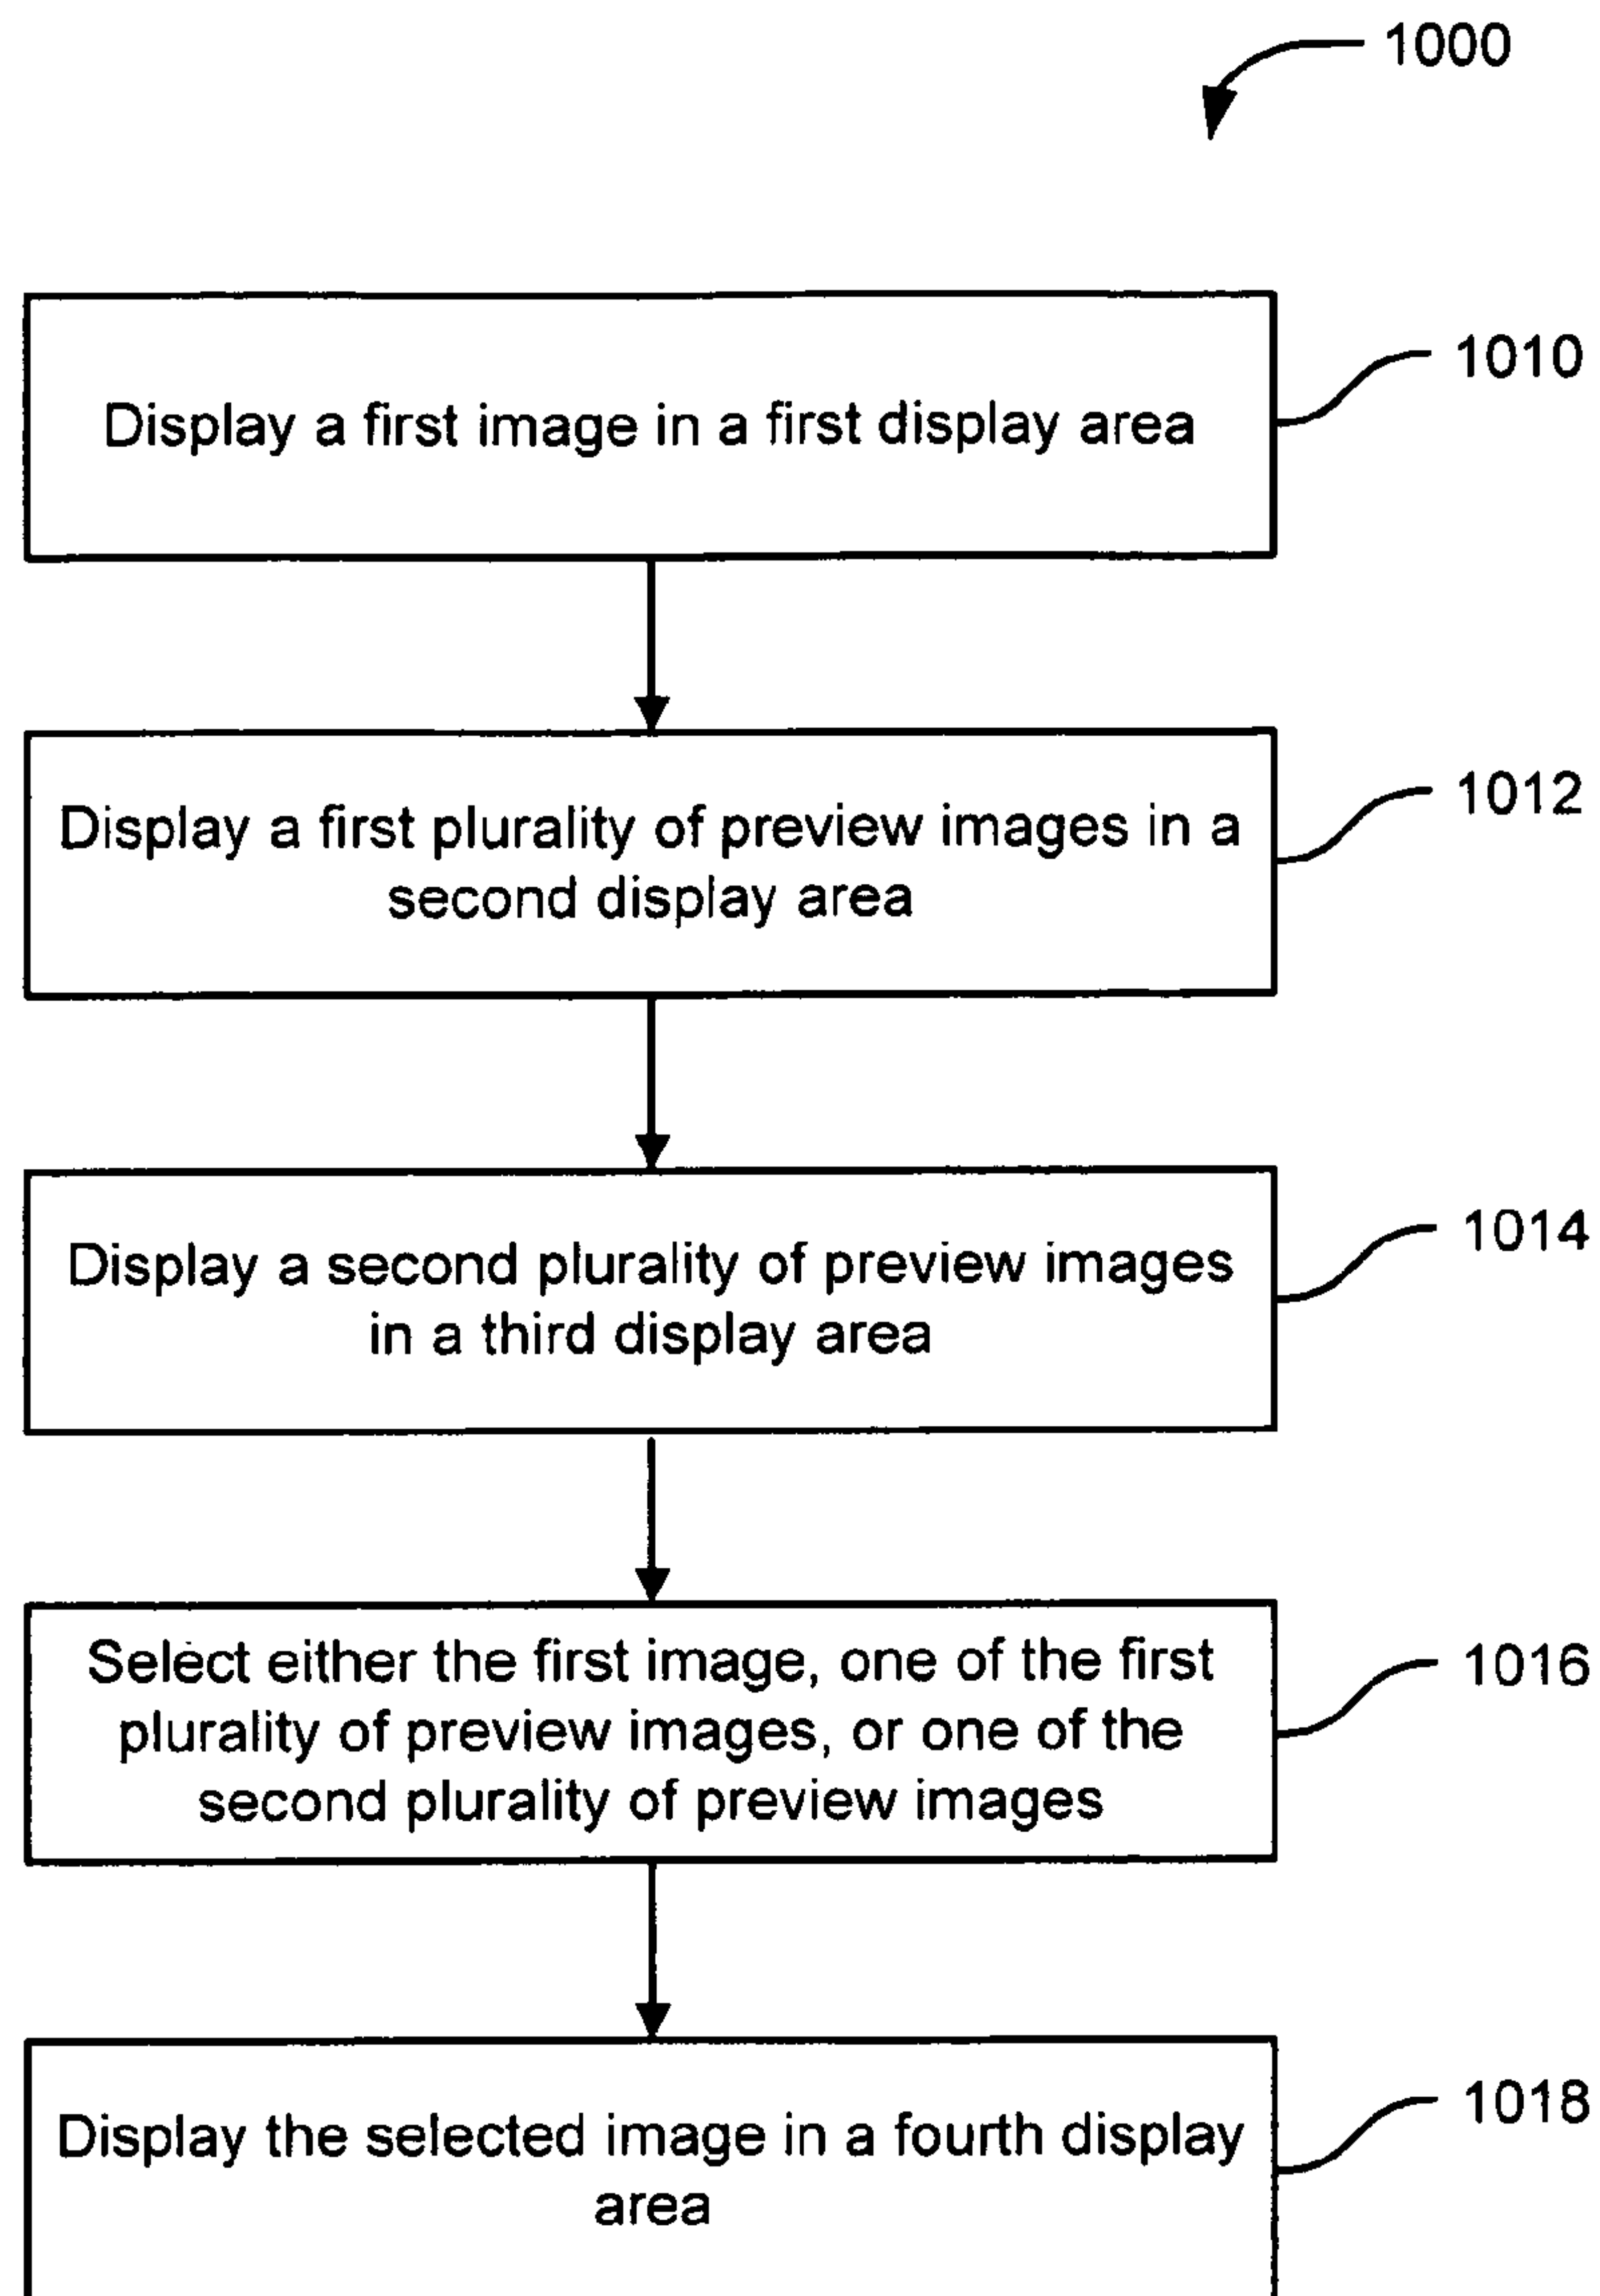 1000
Display a first image in a first display area
1010
Display a first plurality of preview images in a
second display area
1012
Display a second plurality of preview images
in a third display area
1014
Select either the first image, one of the first
plurality of preview images, or one of the
second plurality of preview images
1016
Display the selected image in a fourth display
area
1018